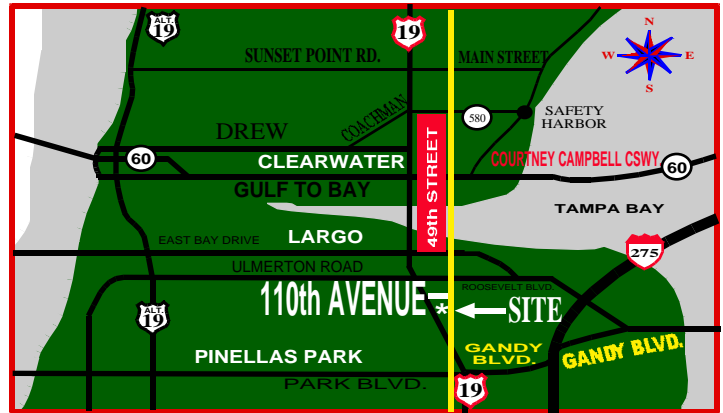 ALT.
19
19
N
W E
S
SUNSET POINT RD.
MAIN STREET
COACHMAN
580
SAFETY
HARBOR
DREW
60
CLEARWATER
COURTNEY CAMPBELL CSWY
60
GULF TO BAY
49th STREET
TAMPA BAY
EAST BAY DRIVE
LARGO
275
ULMERTON ROAD
ROOSEVELT BLVD.
110th AVENUE
* SITE
ALT.
19
PINELLAS PARK
GANDY
BLVD.
GANDY BLVD.
PARK BLVD.
19